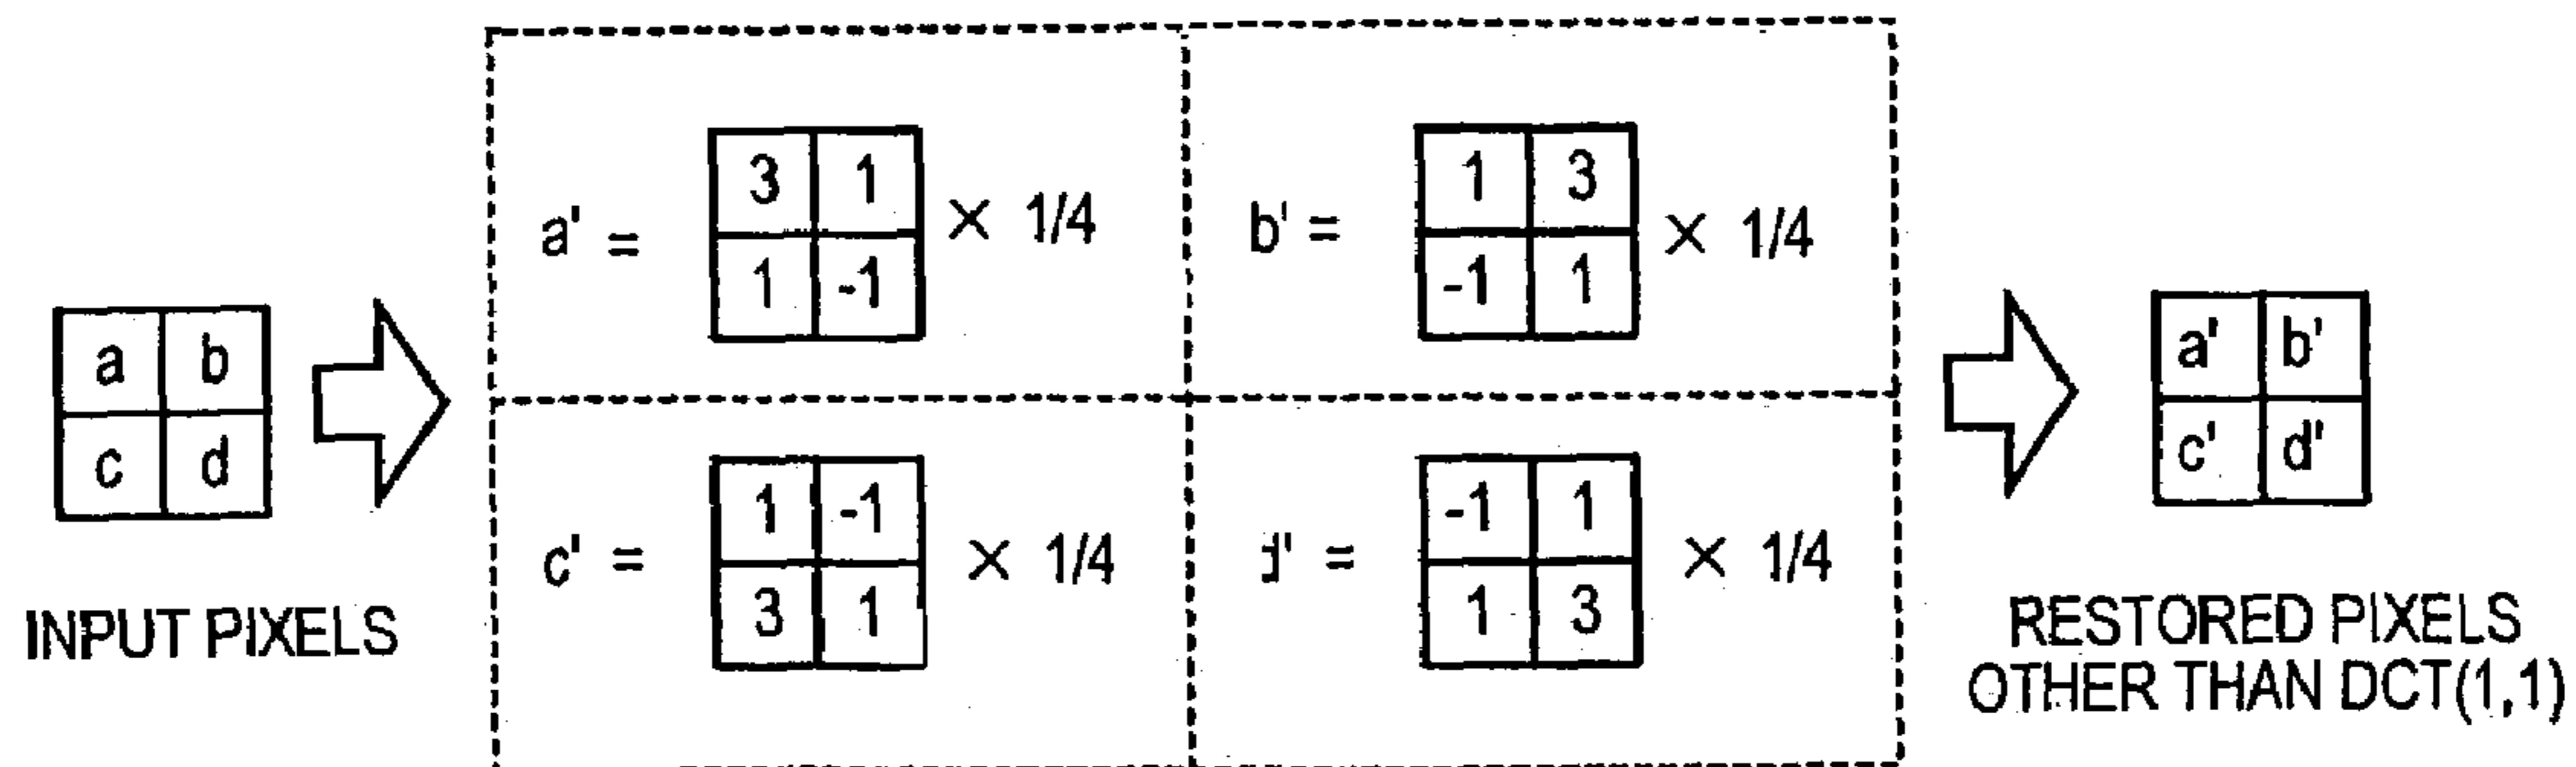 a' =
3 1
1 -1
× 1/4
b' =
1 3
-1 1
× 1/4
a b
c d
INPUT PIXELS
c' =
1 -1
3 1
× 1/4
d' =
-1 1
1 3
× 1/4
a' b'
c' d'
RESTORED PIXELS
OTHER THAN DCT(1,1)